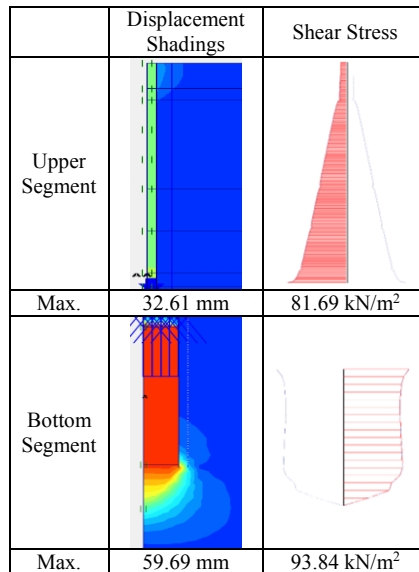 Displacement
Shadings
Shear Stress
Upper
Segment
Max.
32.61 mm
81.69 kN/m²
Bottom
Segment
Max.
59.69 mm
93.84 kN/m²